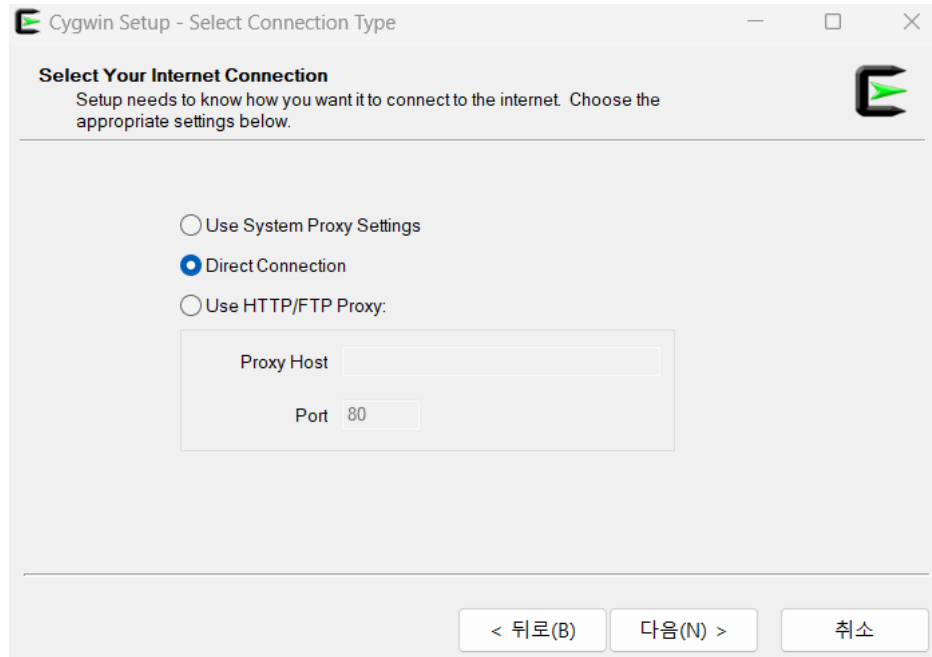 Cygwin Setup - Select Connection Type
Select Your Internet Connection
Setup needs to know how you want it to connect to the internet. Choose the
appropriate settings below.
Use System Proxy Settings
Direct Connection
Use HTTP/FTP Proxy:
Proxy Host
Port 80
< 뒤로(B) 다음(N) > 취소